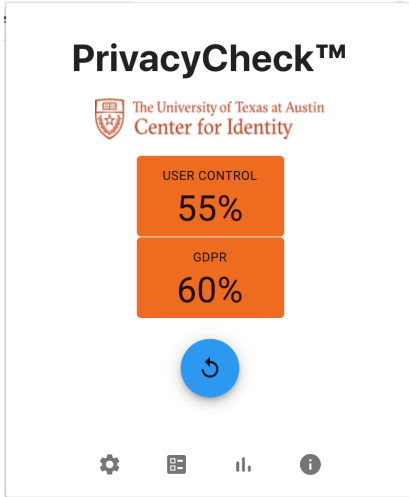 PrivacyCheck™
The University of Texas at Austin
Center for Identity
USER CONTROL
55%
GDPR
60%